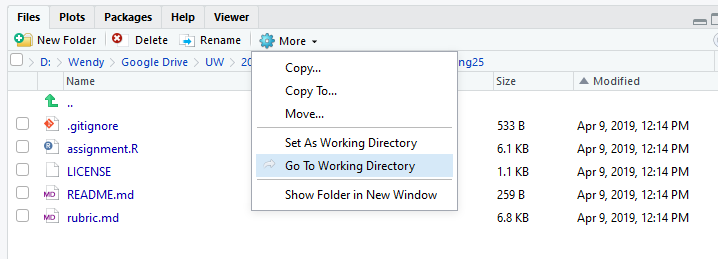 Files Plots Packages Help Viewer
New Folder Delete Rename More
D: Wendy Google Drive UW 20 ng25
Copy...
Copy To...
Move...
Set As Working Directory
Go To Working Directory
Show Folder in New Window
Name Size Modified
..
.gitignore 533 B Apr 9, 2019, 12:14 PM
assignment.R 6.1 KB Apr 9, 2019, 12:14 PM
LICENSE 1.1 KB Apr 9, 2019, 12:14 PM
MD README.md 259 B Apr 9, 2019, 12:14 PM
MD rubric.md 6.8 KB Apr 9, 2019, 12:14 PM